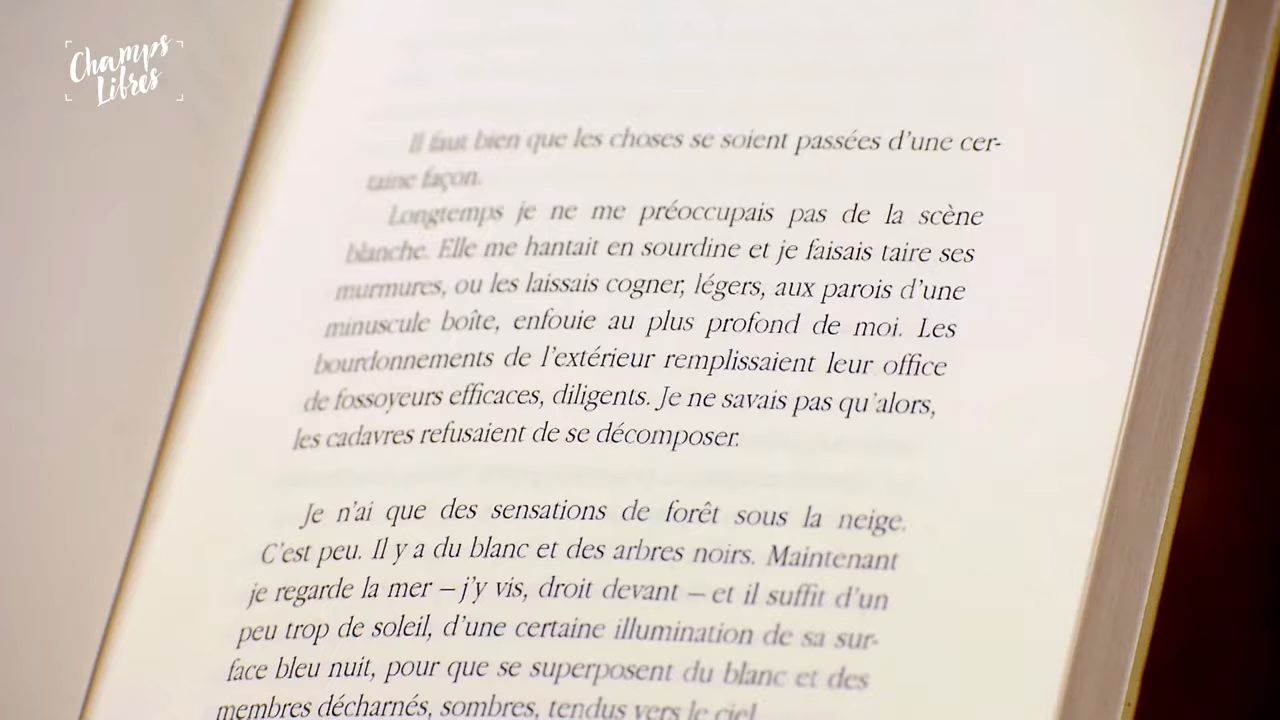 Champs
Libres
Il faut bien que les choses se soient passées d’une cer-
taine façon.
Longtemps je ne me préoccupais pas de la scène
blanche. Elle me hantait en sourdine et je faisais taire ses
murmures, ou les laissais cogner, légers, aux parois d’une
minuscule boîte, enfouie au plus profond de moi. Les
bourdonnements de l’extérieur remplissaient leur office
de fossoyeurs efficaces, diligents. Je ne savais pas qu’alors,
les cadavres refusaient de se décomposer.
Je n’ai que des sensations de forêt sous la neige.
C’est peu. Il y a du blanc et des arbres noirs. Maintenant
je regarde la mer – j’y vis, droit devant – et il suffit d’un
peu trop de soleil, d’une certaine illumination de sa sur-
face bleu nuit, pour que se superposent du blanc et des
membres décharnés, sombres, tendus vers le ciel